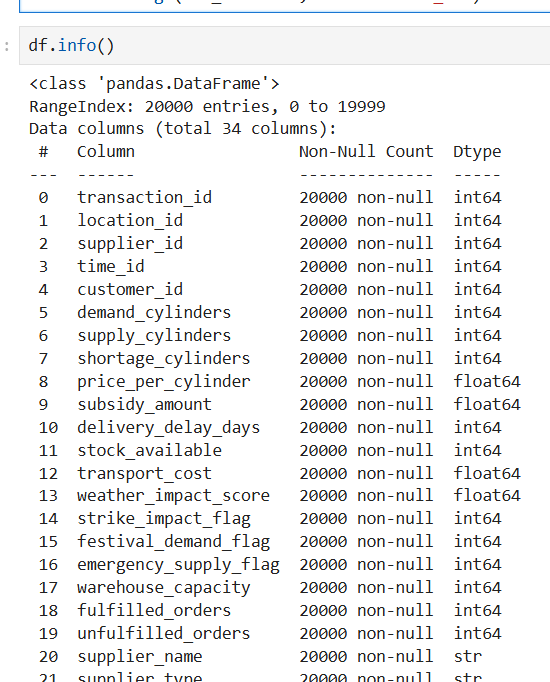 df.info()
<class 'pandas.DataFrame'>
RangeIndex: 20000 entries, 0 to 19999
Data columns (total 34 columns):
 #   Column                 Non-Null Count  Dtype
---  ------                 --------------  -----
 0   transaction_id         20000 non-null  int64
 1   location_id            20000 non-null  int64
 2   supplier_id            20000 non-null  int64
 3   time_id                20000 non-null  int64
 4   customer_id            20000 non-null  int64
 5   demand_cylinders       20000 non-null  int64
 6   supply_cylinders       20000 non-null  int64
 7   shortage_cylinders     20000 non-null  int64
 8   price_per_cylinder     20000 non-null  float64
 9   subsidy_amount         20000 non-null  float64
 10  delivery_delay_days    20000 non-null  int64
 11  stock_available        20000 non-null  int64
 12  transport_cost         20000 non-null  float64
 13  weather_impact_score   20000 non-null  float64
 14  strike_impact_flag     20000 non-null  int64
 15  festival_demand_flag   20000 non-null  int64
 16  emergency_supply_flag  20000 non-null  int64
 17  warehouse_capacity     20000 non-null  int64
 18  fulfilled_orders       20000 non-null  int64
 19  unfulfilled_orders     20000 non-null  int64
 20  supplier_name          20000 non-null  str
 21  supplier_type          20000 non-null  str